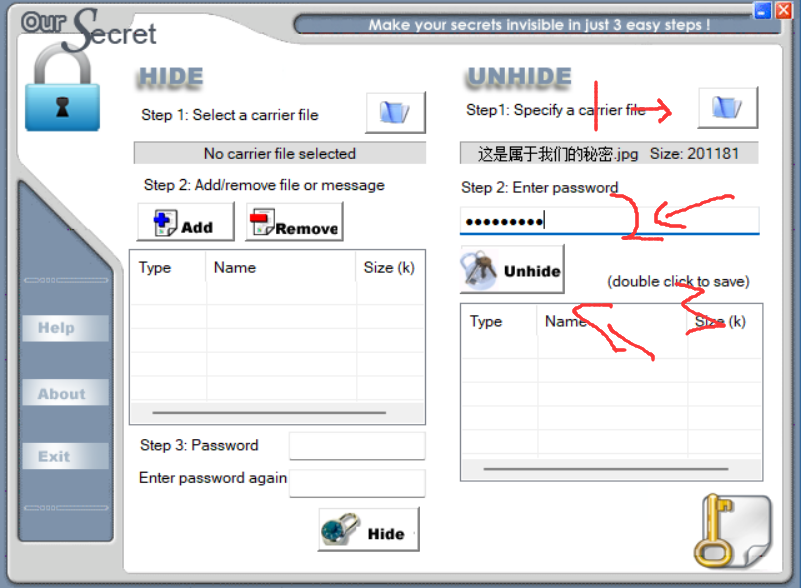 Our Secret
Make your secrets invisible in just 3 easy steps !
HIDE
Step 1: Select a carrier file
No carrier file selected
Step 2: Add/remove file or message
Add
Remove
Type Name Size (k)
Step 3: Password
Enter password again
Hide
UNHIDE
Step1: Specify a carrier file
1
这是属于我们的秘密.jpg Size: 201181
Step 2: Enter password
•••••••••
2
Unhide
(double click to save)
3
Type Name Size (k)
Help
About
Exit